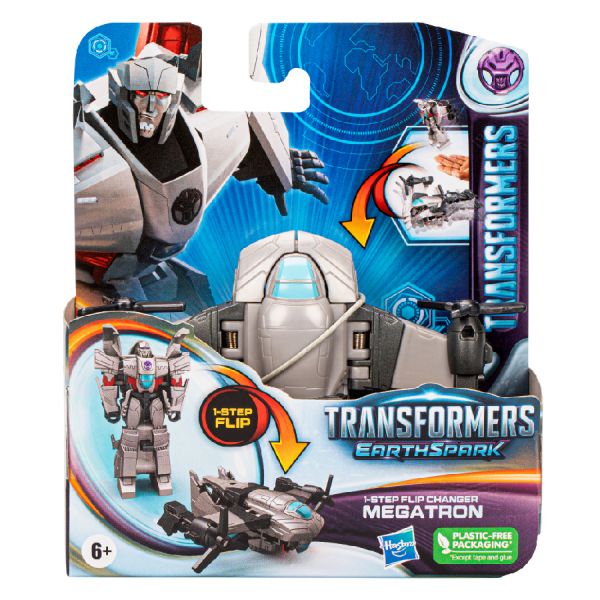 TRANSFORMERS
1-STEP
FLIP
TRANSFORMERS
EARTHSPARK
1-STEP FLIP CHANGER
MEGATRON
6+
Hasbro
PLASTIC-FREE
PACKAGING*
*Except tape and glue